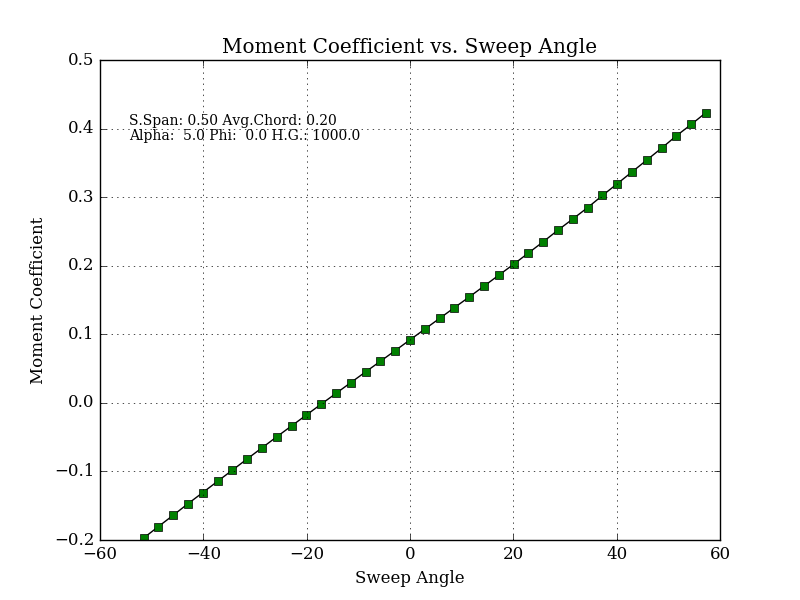 Moment Coefficient vs. Sweep Angle
0.5
S.Span: 0.50 Avg.Chord: 0.20
0.4
Alpha:  5.0 Phi:  0.0 H.G.: 1000.0
0.3
0.2
Moment Coefficient
0.1
0.0
−0.1
−0.2
−60 −40 −20 0 20 40 60
Sweep Angle